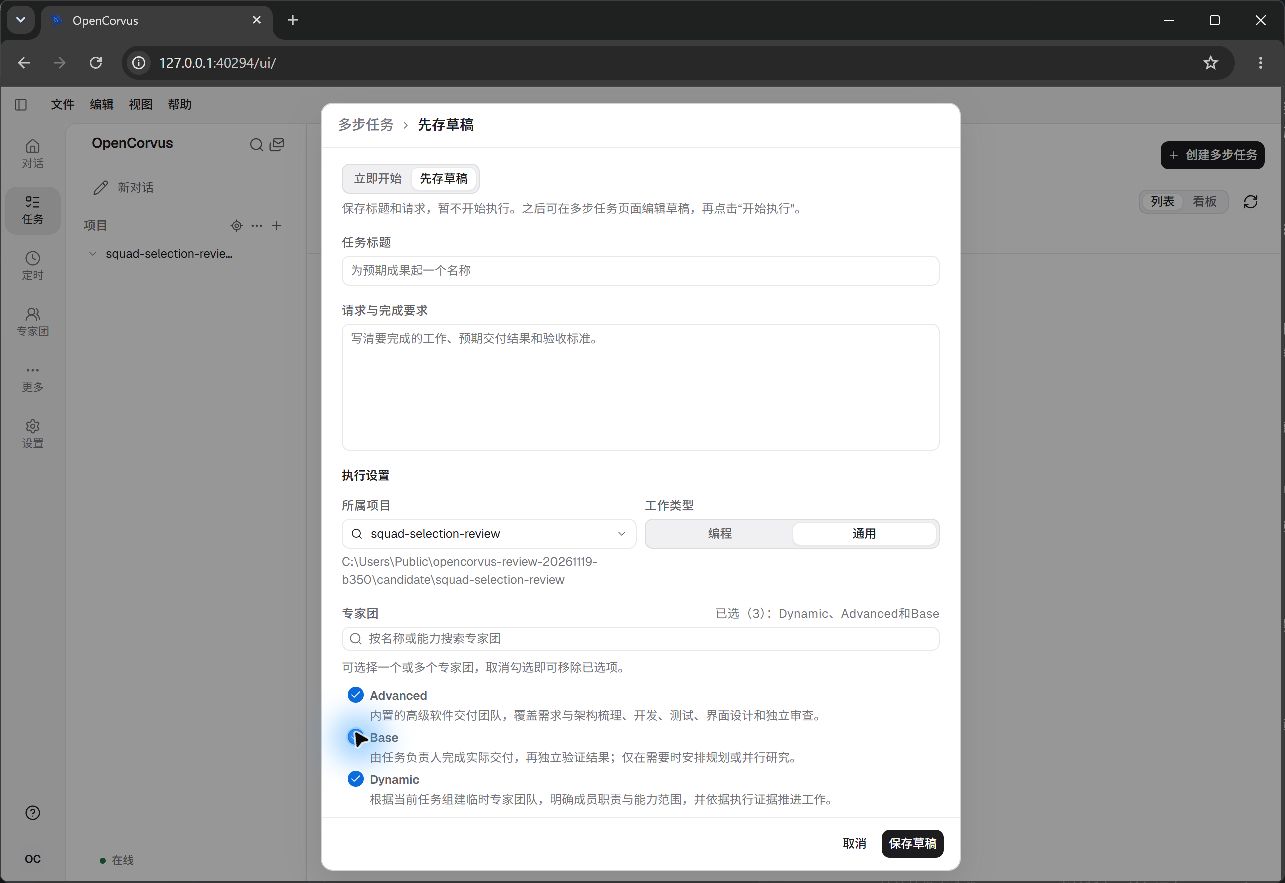 OpenCorvus
127.0.0.1:40294/ui/
文件 编辑 视图 帮助
对话
任务
定时
专家团
更多
设置
OC
OpenCorvus
新对话
项目
squad-selection-revie...
在线
创建多步任务
列表 看板
多步任务 › 先存草稿
立即开始 先存草稿
保存标题和请求，暂不开始执行。之后可在多步任务页面编辑草稿，再点击“开始执行”。
任务标题
为预期成果起一个名称
请求与完成要求
写清要完成的工作、预期交付结果和验收标准。
执行设置
所属项目 工作类型
squad-selection-review
编程 通用
C:\Users\Public\opencorvus-review-20261119-
b350\candidate\squad-selection-review
专家团 已选（3）：Dynamic、Advanced和Base
按名称或能力搜索专家团
可选择一个或多个专家团，取消勾选即可移除已选项。
Advanced
内置的高级软件交付团队，覆盖需求与架构梳理、开发、测试、界面设计和独立审查。
Base
由任务负责人完成实际交付，再独立验证结果；仅在需要时安排规划或并行研究。
Dynamic
根据当前任务组建临时专家团队，明确成员职责与能力范围，并依据执行证据推进工作。
取消 保存草稿